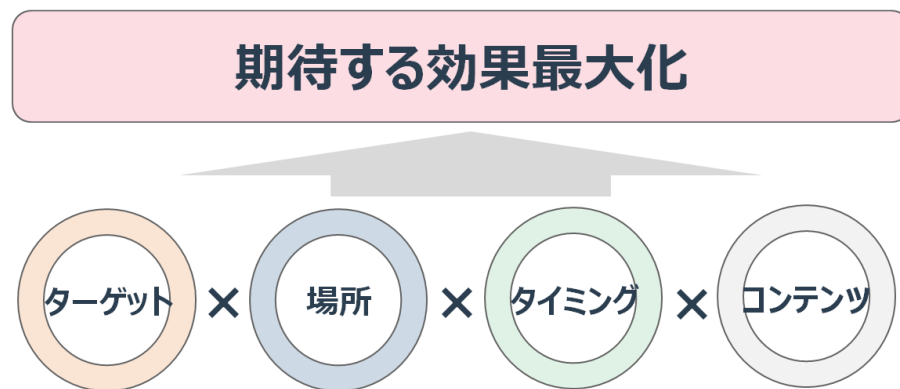 期待する効果最大化
ターゲット × 場所 × タイミング × コンテンツ